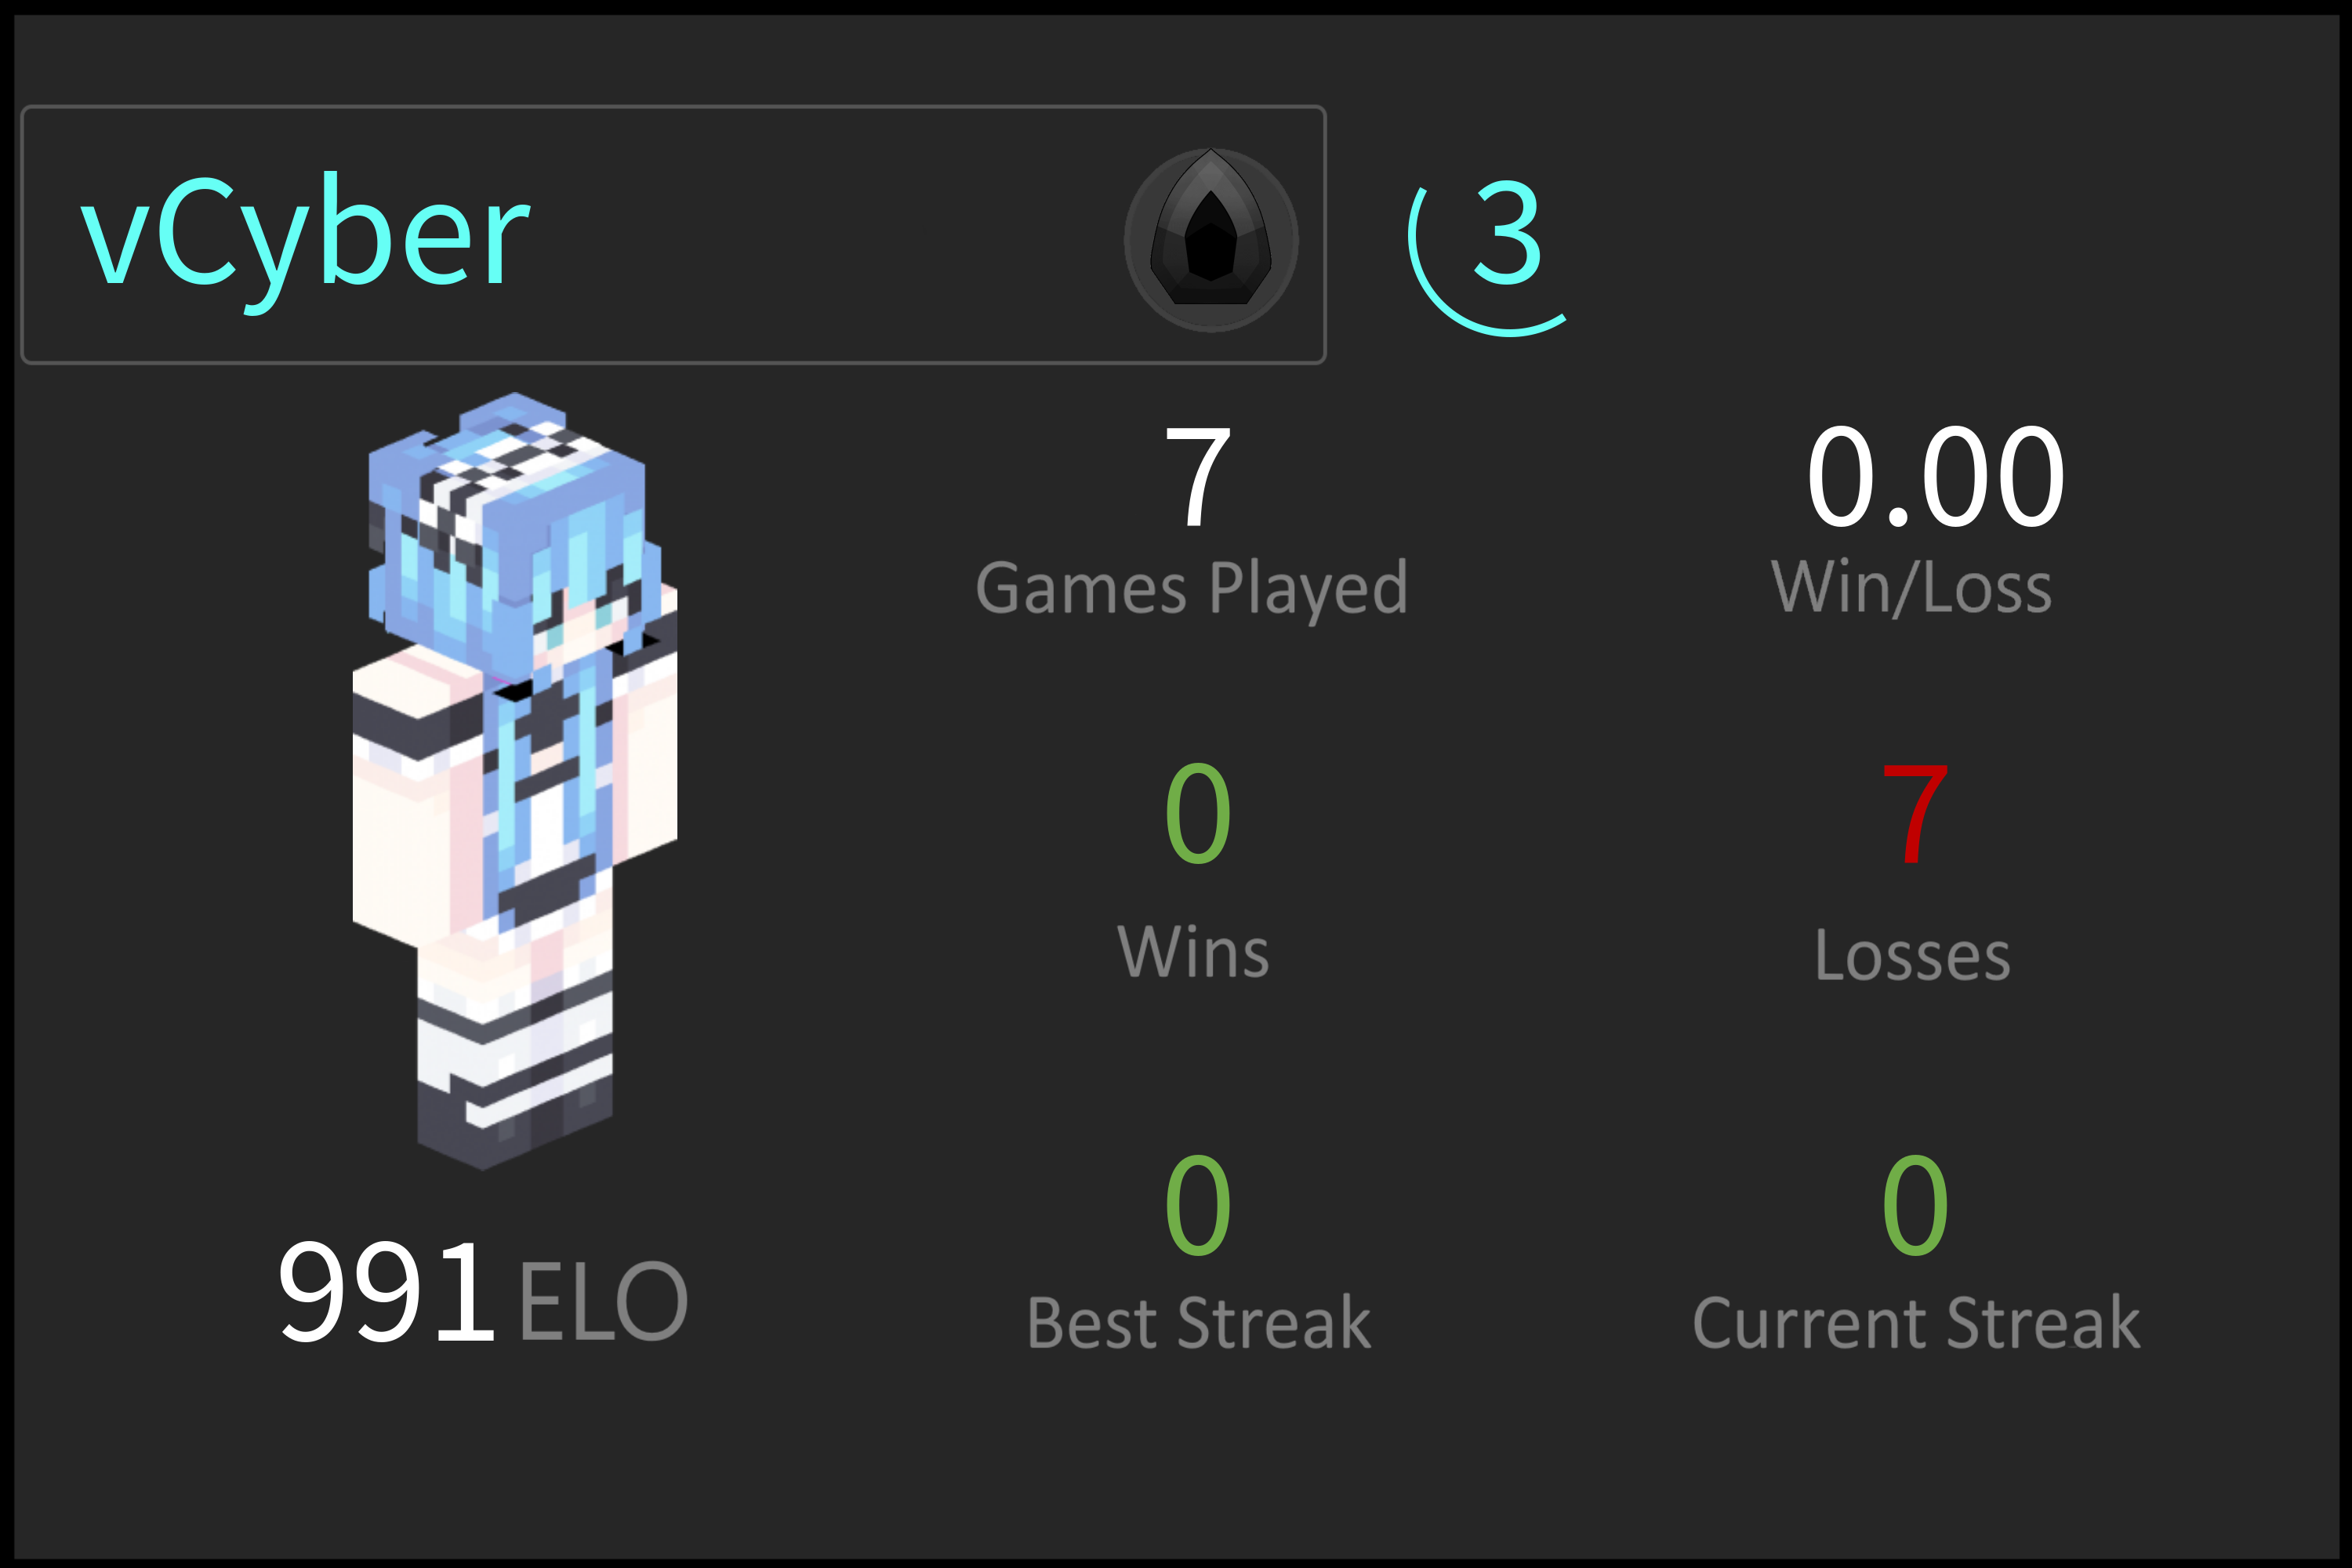 vCyber
3
7
0.00
Games Played
Win/Loss
0
7
Wins
Losses
0
0
Best Streak
Current Streak
991 ELO